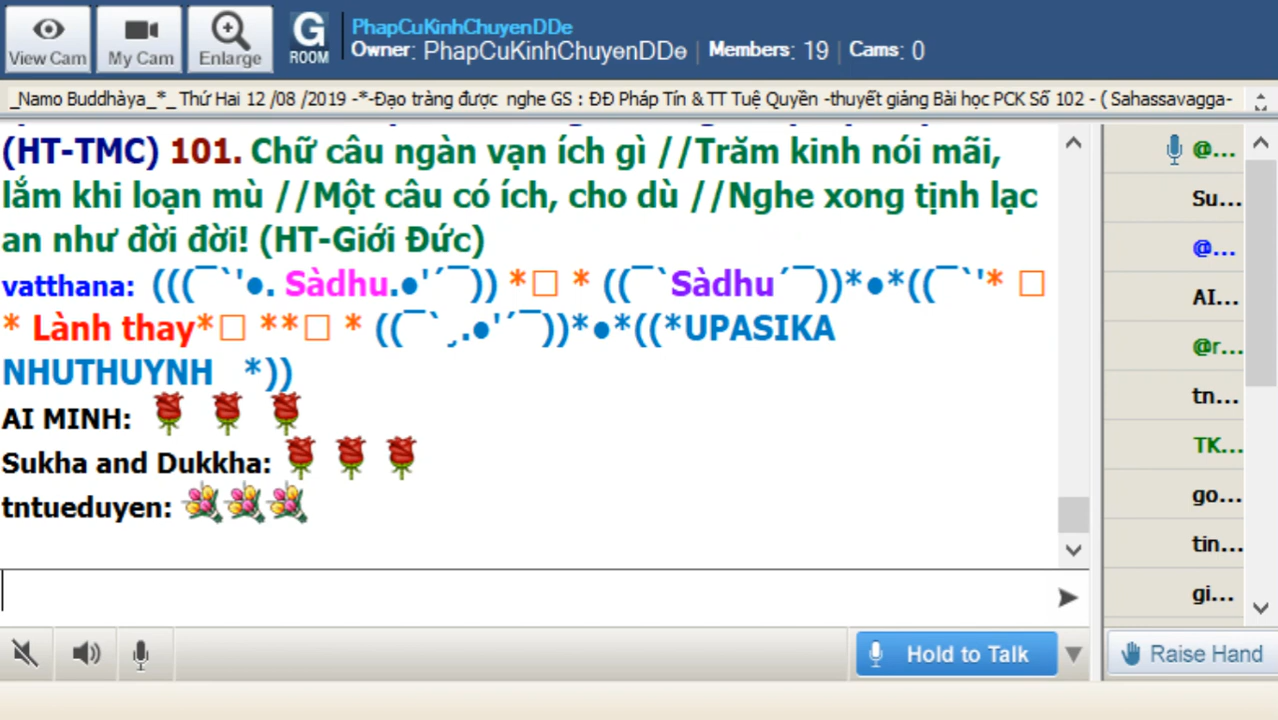 View Cam
My Cam
Enlarge
G
ROOM
PhapCuKinhChuyenDDe
Owner: PhapCuKinhChuyenDDe | Members: 19 | Cams: 0
_Namo Buddhàya_*_ Thứ Hai 12 /08 /2019 -*-Đạo tràng được nghe GS : ĐĐ Pháp Tín & TT Tuệ Quyền -thuyết giảng Bài học PCK Số 102 - ( Sahassavagga-
(HT-TMC) 101. Chữ câu ngàn vạn ích gì //Trăm kinh nói mãi,
lắm khi loạn mù //Một câu có ích, cho dù //Nghe xong tịnh lạc
an như đời đời! (HT-Giới Đức)
vatthana: (((¯`'●. Sàdhu.●'´¯)) *□ * ((¯`Sàdhu´¯))*●*((¯`'* □
* Lành thay*□ **□ * ((¯`¸.●'´¯))*●*((*UPASIKA
NHUTHUYNH *))
AI MINH:
Sukha and Dukkha:
tntueduyen:
@...
Su...
@...
AI...
@r...
tn...
TK...
go...
tin...
gi...
Hold to Talk
Raise Hand